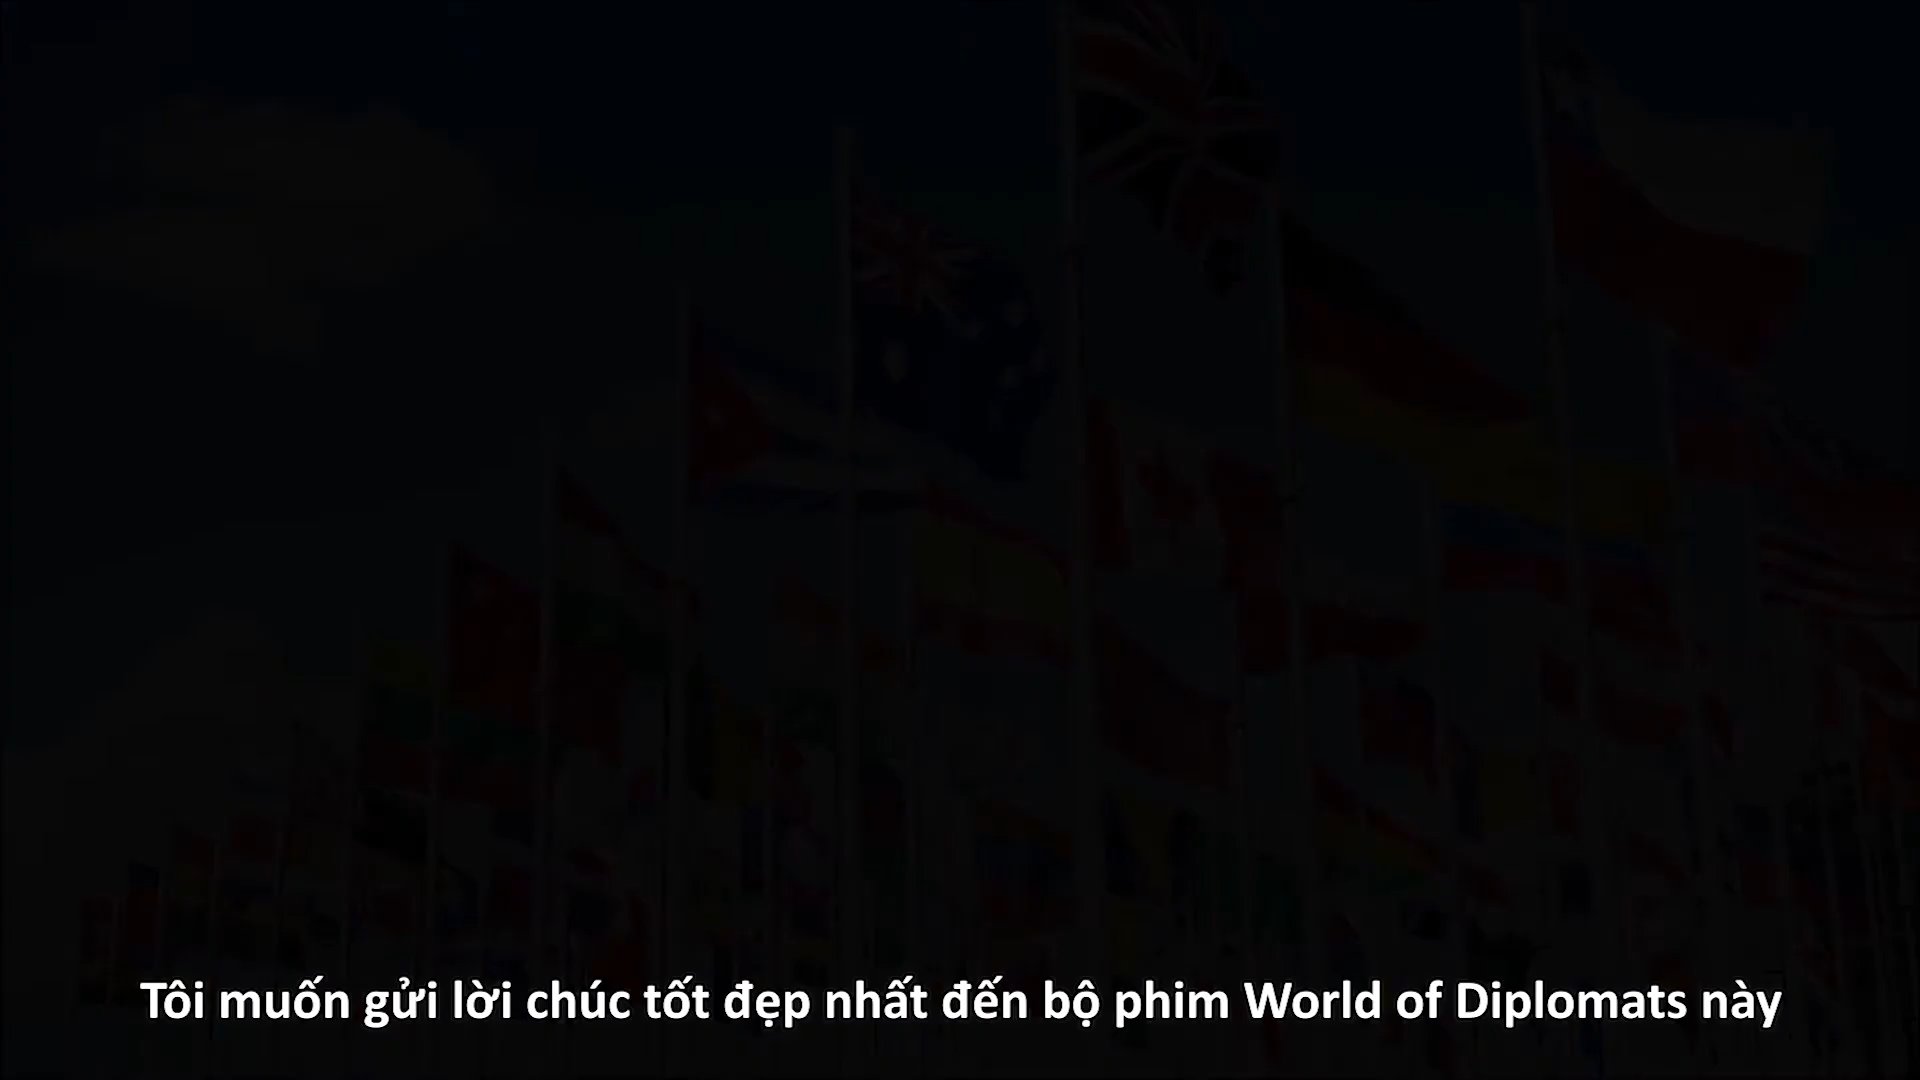 Tôi muốn gửi lời chúc tốt đẹp nhất đến bộ phim World of Diplomats này